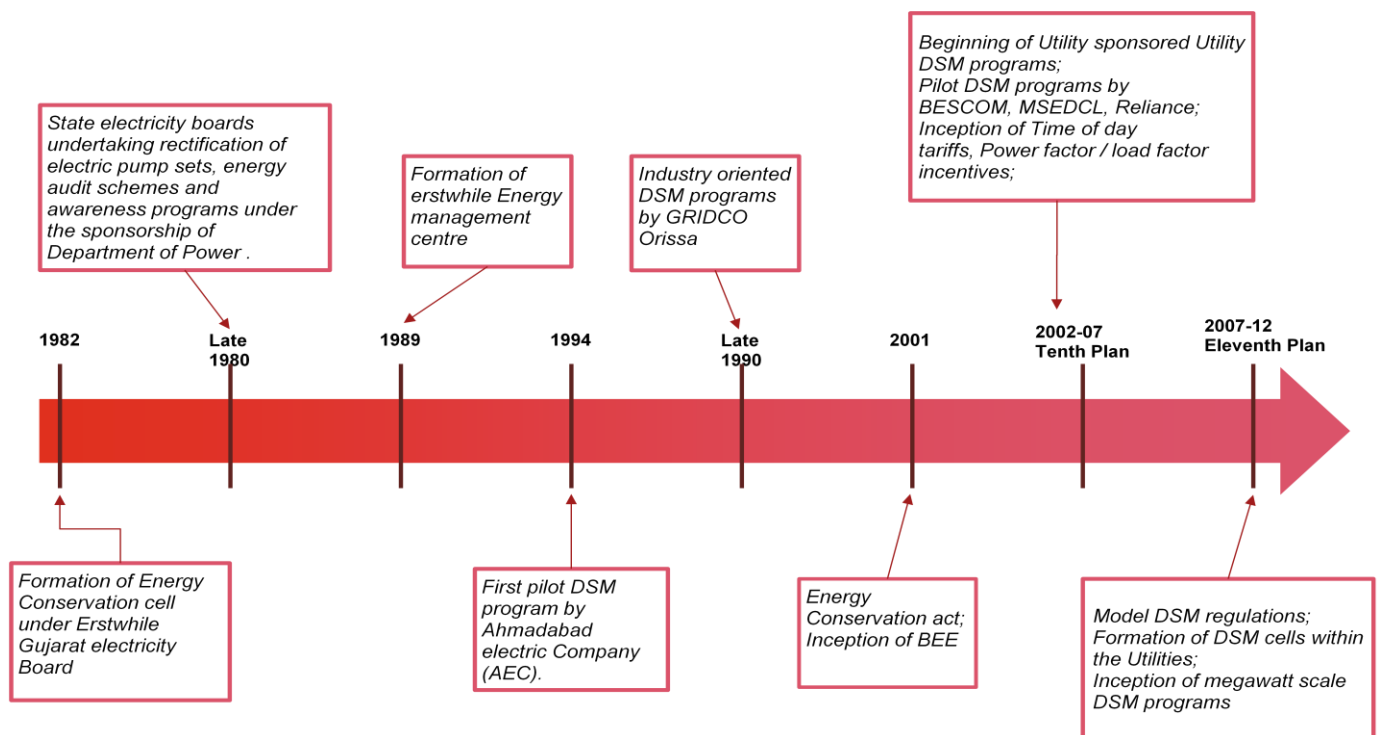 Beginning of Utility sponsored Utility
DSM programs;
Pilot DSM programs by
BESCOM, MSEDCL, Reliance;
Inception of Time of day
tariffs, Power factor / load factor
incentives;
State electricity boards
undertaking rectification of
electric pump sets, energy
audit schemes and
awareness programs under
the sponsorship of
Department of Power .
Formation of
erstwhile Energy
management
centre
Industry oriented
DSM programs
by GRIDCO
Orissa
1982
Late
1980
1989
1994
Late
1990
2001
2002-07
Tenth Plan
2007-12
Eleventh Plan
Formation of Energy
Conservation cell
under Erstwhile
Gujarat electricity
Board
First pilot DSM
program by
Ahmadabad
electric Company
(AEC).
Energy
Conservation act;
Inception of BEE
Model DSM regulations;
Formation of DSM cells within
the Utilities;
Inception of megawatt scale
DSM programs